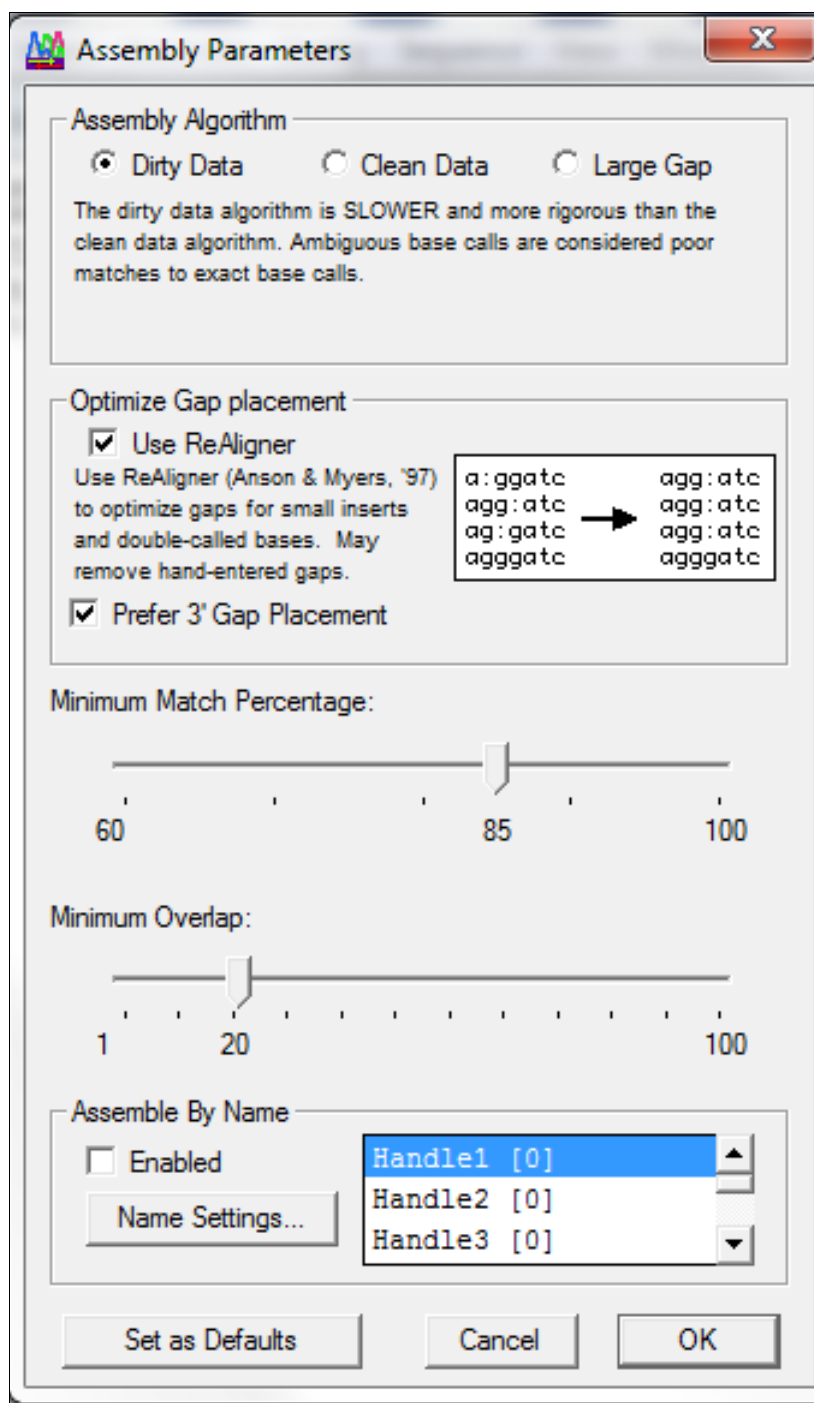 Assembly Parameters
Assembly Algorithm
Dirty Data Clean Data Large Gap
The dirty data algorithm is SLOWER and more rigorous than the
clean data algorithm. Ambiguous base calls are considered poor
matches to exact base calls.
Optimize Gap placement
Use ReAligner
Use ReAligner (Anson & Myers, '97)
to optimize gaps for small inserts
and double-called bases. May
remove hand-entered gaps.
a:ggatc agg:atc
agg:atc agg:atc
ag:gatc agg:atc
agggatc agggatc
Prefer 3' Gap Placement
Minimum Match Percentage:
60 85 100
Minimum Overlap:
1 20 100
Assemble By Name
Enabled
Name Settings...
Handle1 [0]
Handle2 [0]
Handle3 [0]
Set as Defaults Cancel OK